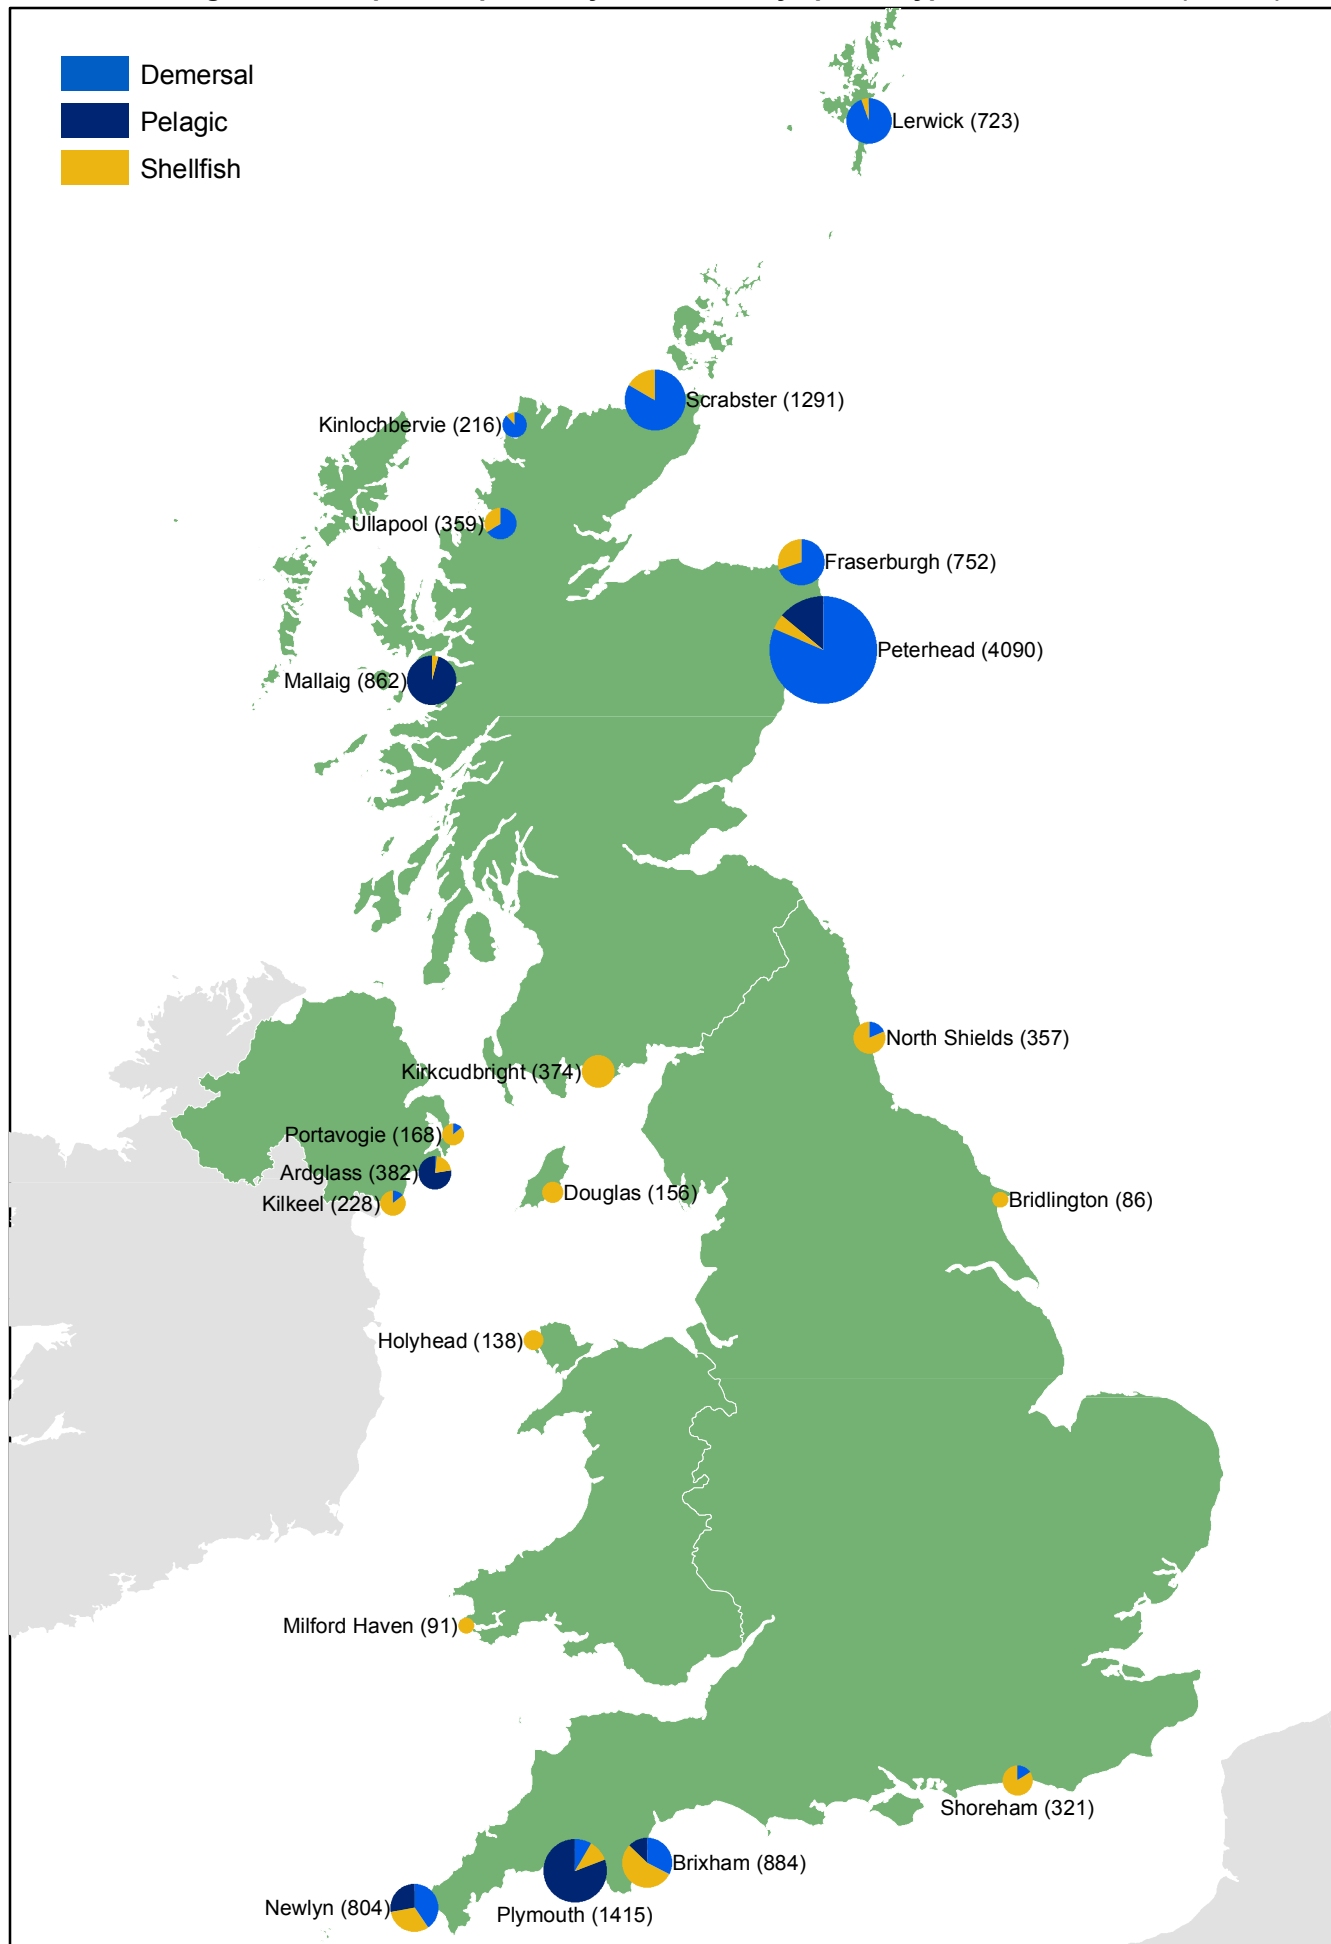 Demersal
Pelagic
Shellfish
Lerwick (723)
Scrabster (1291)
Kinlochbervie (216)
Ullapool (359)
Fraserburgh (752)
Peterhead (4090)
Mallaig (862)
North Shields (357)
Kirkcudbright (374)
Portavogie (168)
Ardglass (382)
Douglas (156)
Kilkeel (228)
Bridlington (86)
Holyhead (138)
Milford Haven (91)
Shoreham (321)
Brixham (884)
Newlyn (804)
Plymouth (1415)